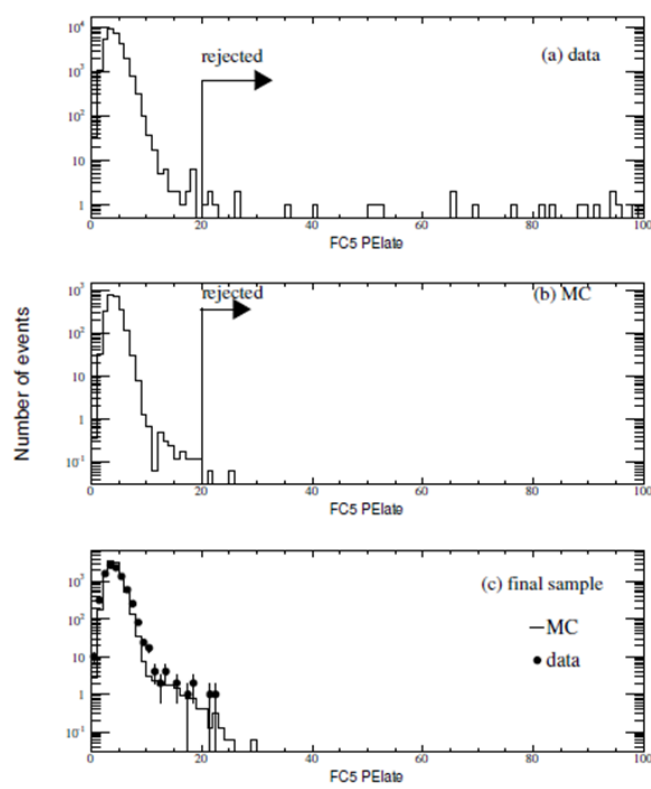 Number of events
10⁴
10³
10²
10
1
rejected
(a) data
0 20 40 60 80 100
FC5 PElate
10³
10²
10
1
10⁻¹
rejected
(b) MC
0 20 40 60 80 100
FC5 PElate
10³
10²
10
1
10⁻¹
(c) final sample
MC
data
0 20 40 60 80 100
FC5 PElate